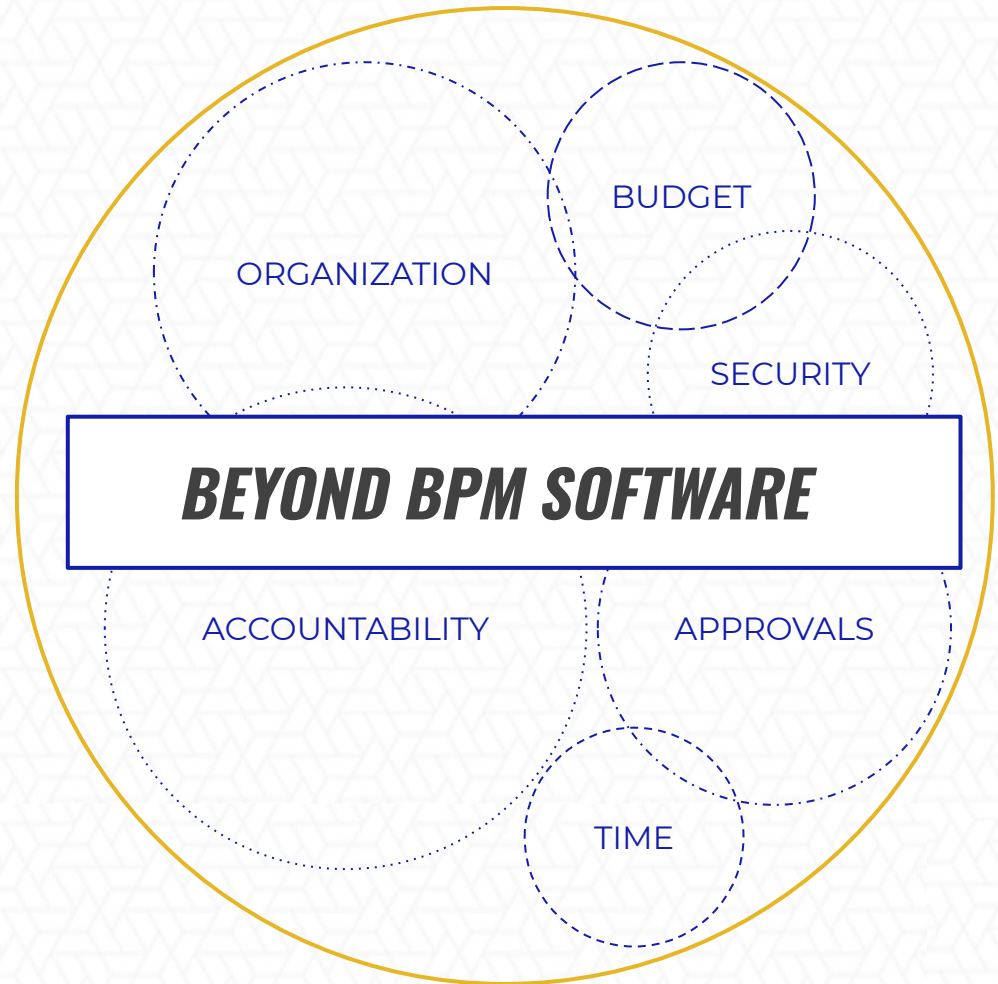 BUDGET
ORGANIZATION
SECURITY
BEYOND BPM SOFTWARE
ACCOUNTABILITY
APPROVALS
TIME